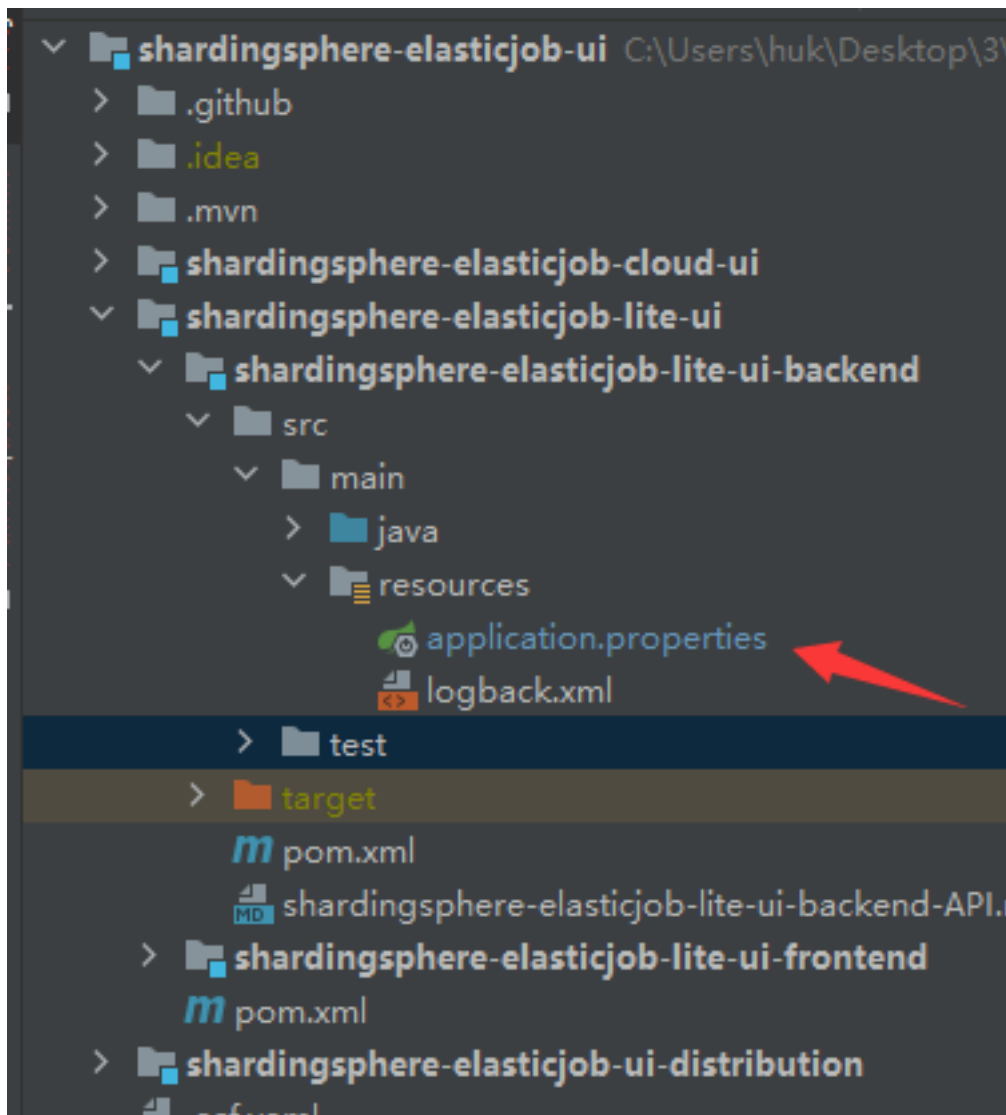 shardingsphere-elasticjob-ui C:\Users\huk\Desktop\3\
.github
.idea
.mvn
shardingsphere-elasticjob-cloud-ui
shardingsphere-elasticjob-lite-ui
shardingsphere-elasticjob-lite-ui-backend
src
main
java
resources
application.properties
logback.xml
test
target
m pom.xml
MD shardingsphere-elasticjob-lite-ui-backend-API.
shardingsphere-elasticjob-lite-ui-frontend
m pom.xml
shardingsphere-elasticjob-ui-distribution